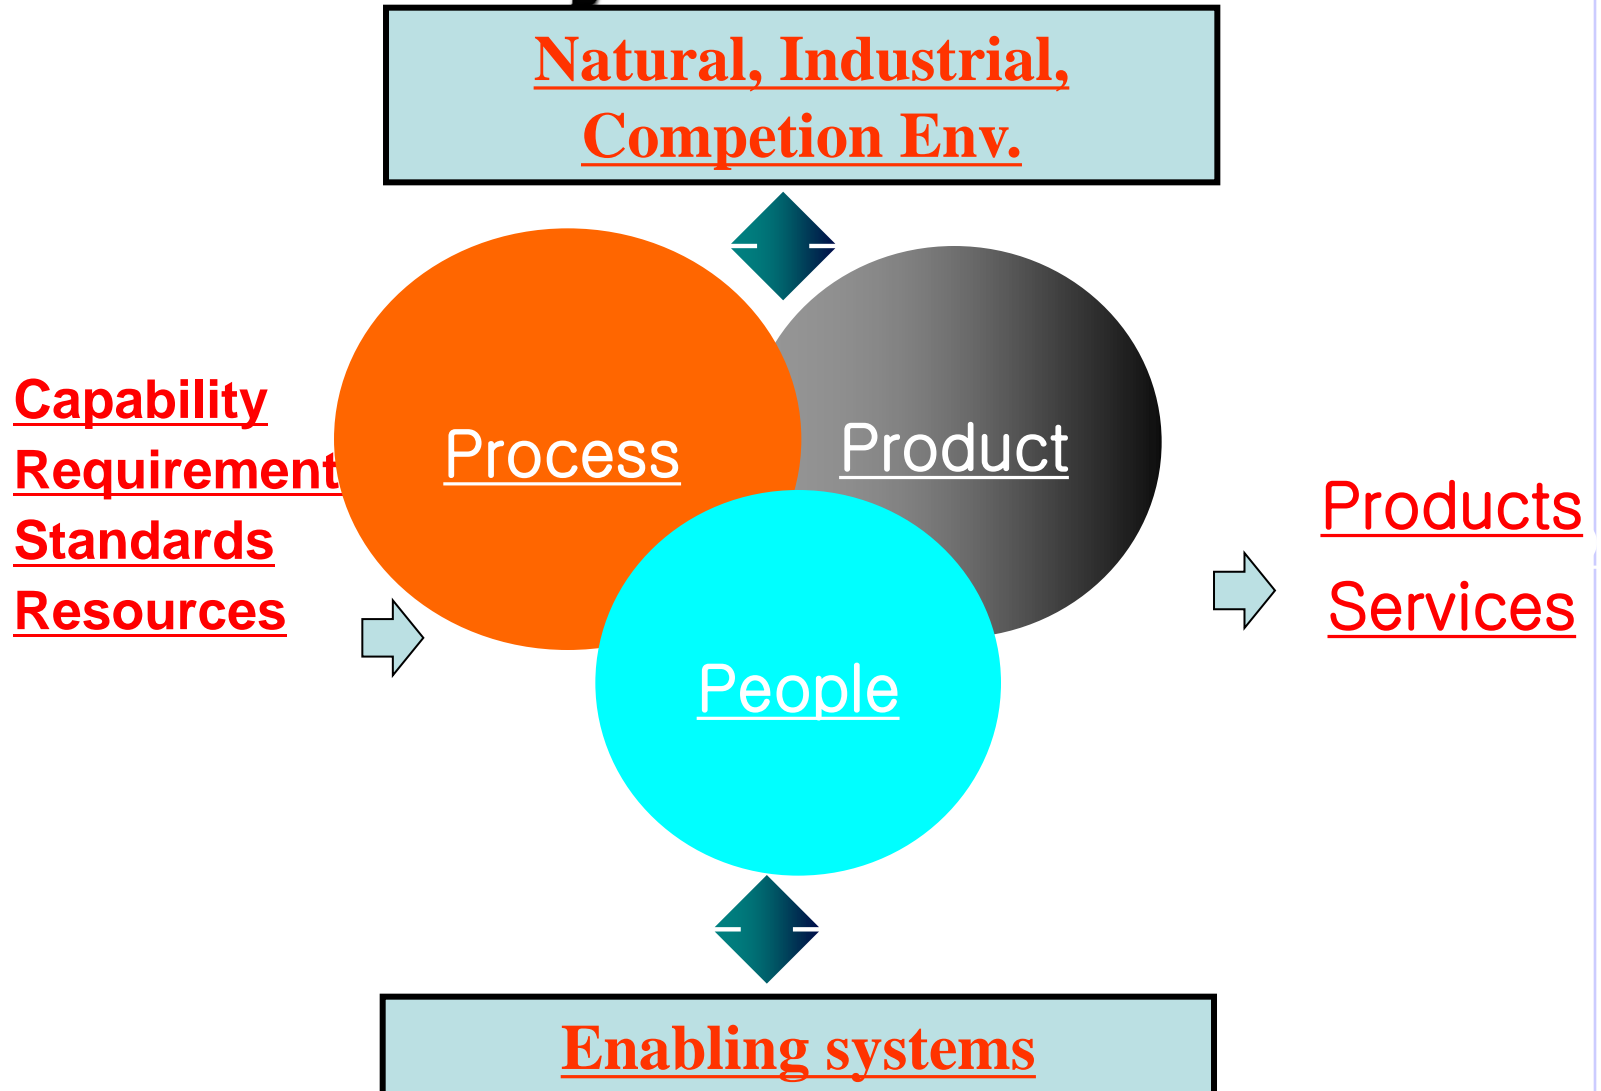 Natural, Industrial,
Competion Env.
Capability
Requirement
Standards
Resources
Process
Product
People
Products
Services
Enabling systems